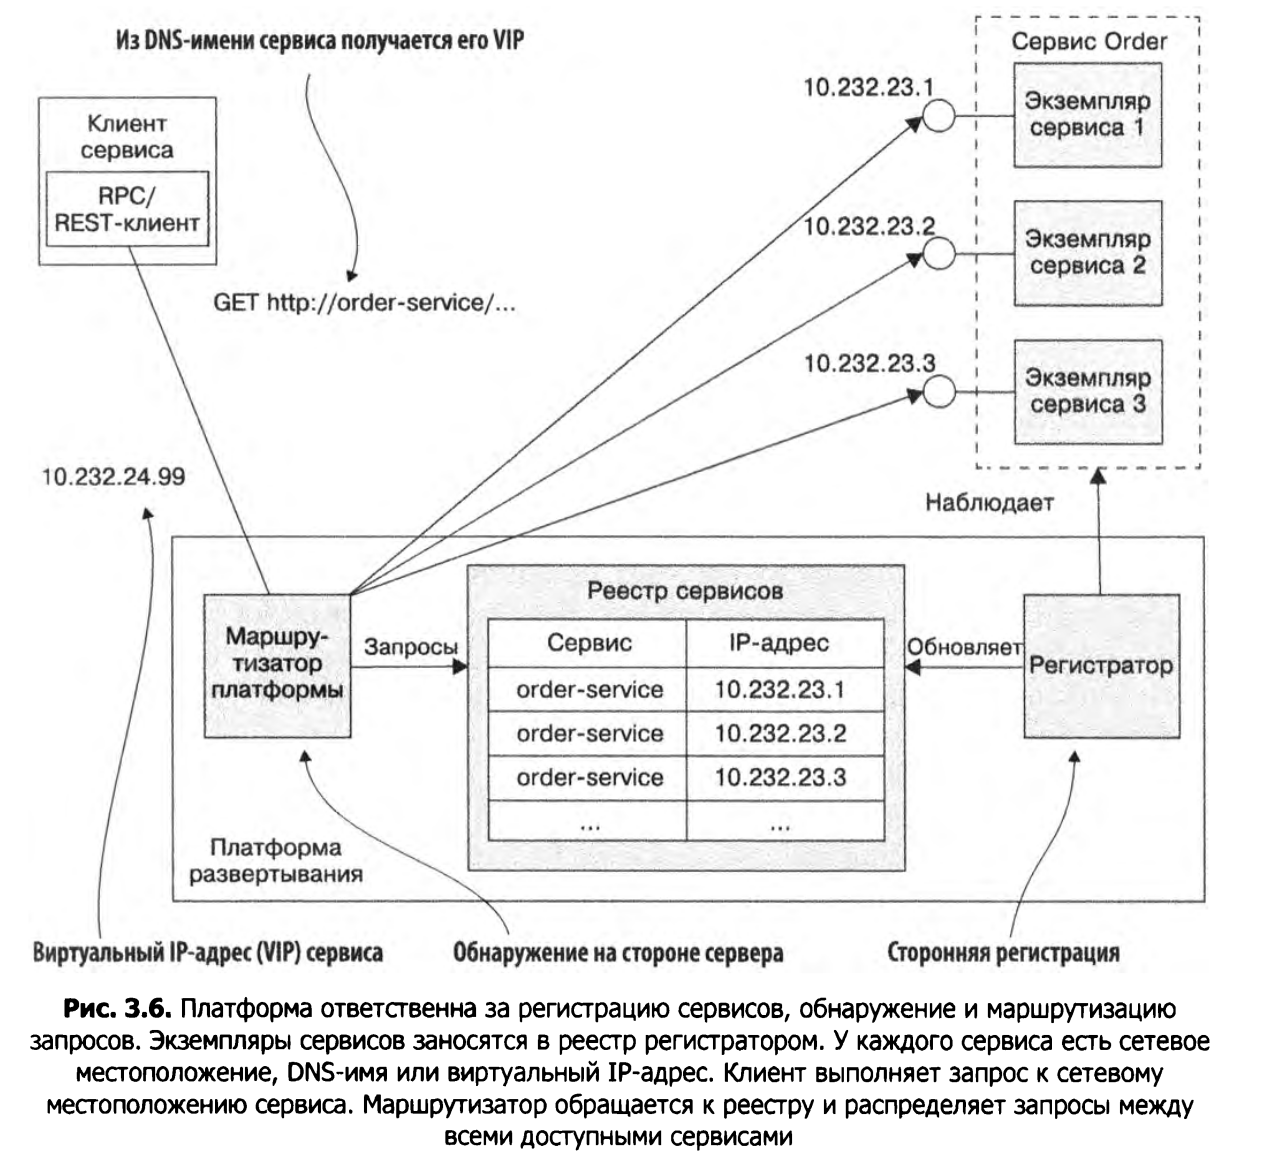 Из DNS-имени сервиса получается его VIP
Клиент
сервиса
RPC/
REST-клиент
GET http://order-service/...
10.232.24.99
Сервис Order
10.232.23.1
Экземпляр
сервиса 1
10.232.23.2
Экземпляр
сервиса 2
10.232.23.3
Экземпляр
сервиса 3
Наблюдает
Маршру-
тизатор
платформы
Запросы
Реестр сервисов
Сервис IP-адрес
order-service 10.232.23.1
order-service 10.232.23.2
order-service 10.232.23.3
... ...
Обновляет
Регистратор
Платформа
развертывания
Виртуальный IP-адрес (VIP) сервиса
Обнаружение на стороне сервера
Сторонняя регистрация
Рис. 3.6. Платформа ответственна за регистрацию сервисов, обнаружение и маршрутизацию
запросов. Экземпляры сервисов заносятся в реестр регистратором. У каждого сервиса есть сетевое
местоположение, DNS-имя или виртуальный IP-адрес. Клиент выполняет запрос к сетевому
местоположению сервиса. Маршрутизатор обращается к реестру и распределяет запросы между
всеми доступными сервисами